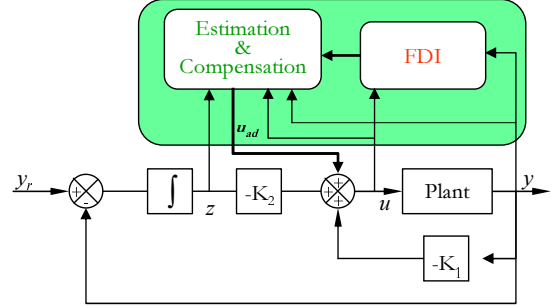 Estimation
&
Compensation
FDI
u_ad
y_r
+
-
∫
z
-K_2
+
+
+
u
Plant
y
-K_1